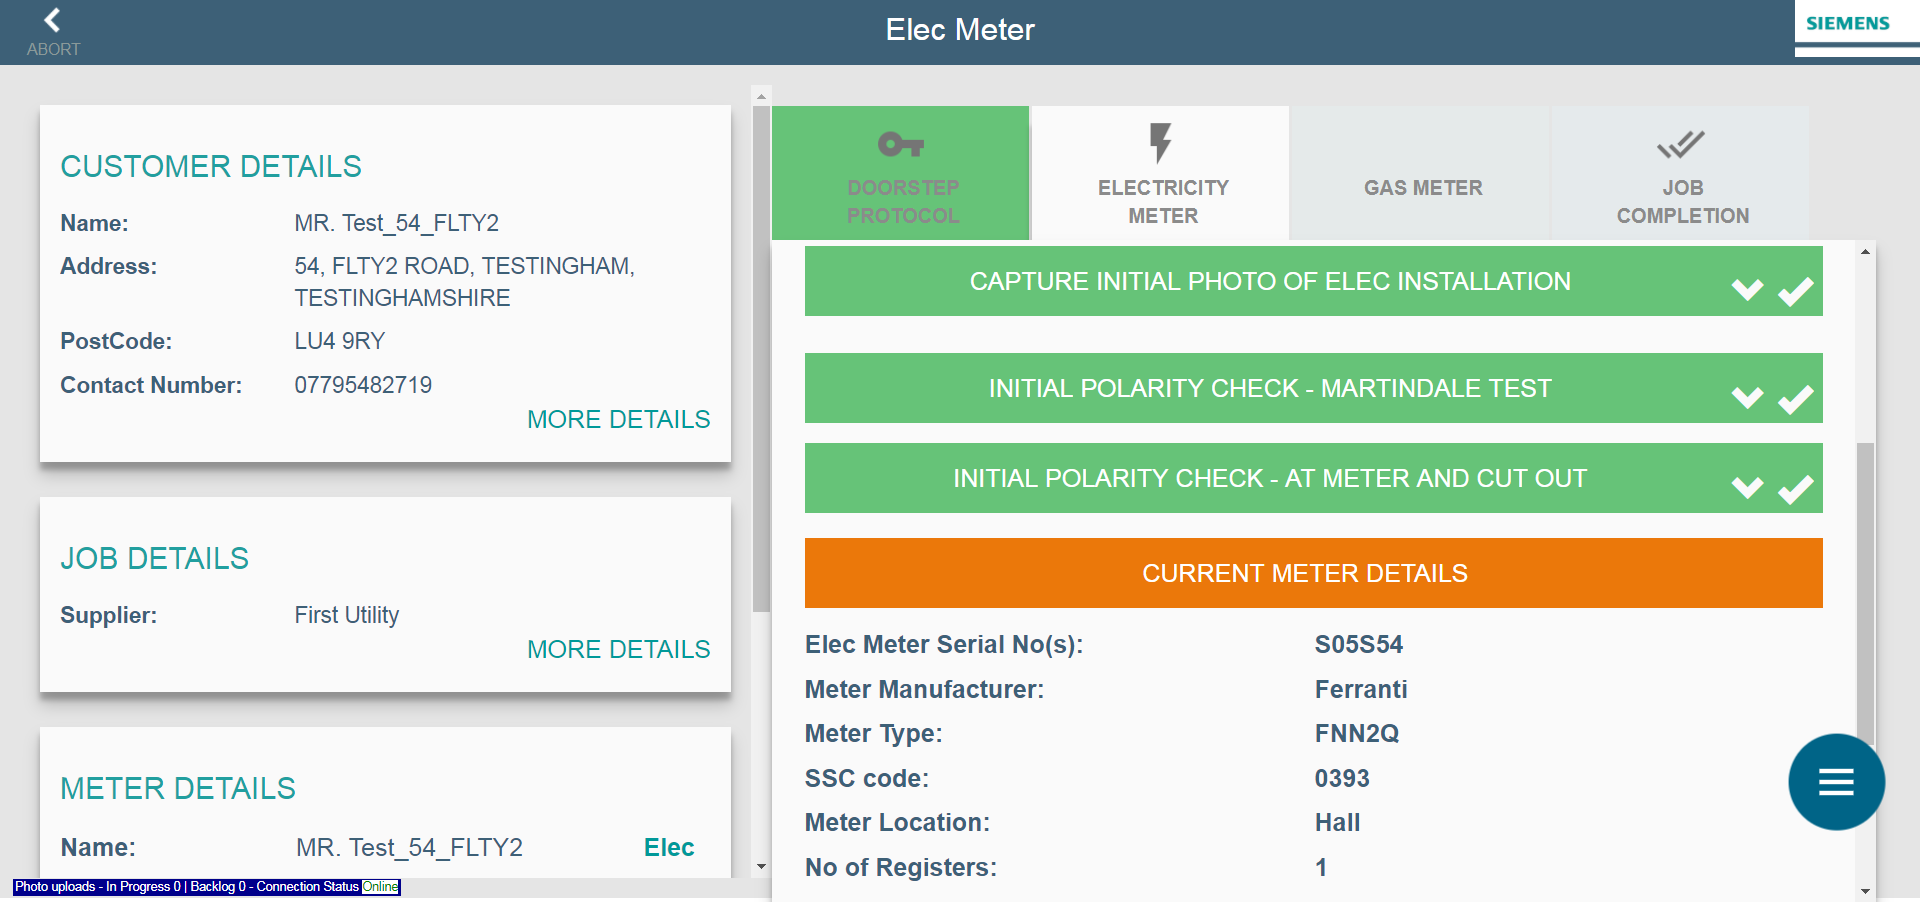 ABORT
Elec Meter
SIEMENS
CUSTOMER DETAILS
Name: MR. Test_54_FLTY2
Address: 54, FLTY2 ROAD, TESTINGHAM,
TESTINGHAMSHIRE
PostCode: LU4 9RY
Contact Number: 07795482719
MORE DETAILS
JOB DETAILS
Supplier: First Utility
MORE DETAILS
METER DETAILS
Name: MR. Test_54_FLTY2 Elec
Photo uploads - In Progress 0 | Backlog 0 - Connection Status Online
DOORSTEP
PROTOCOL
ELECTRICITY
METER
GAS METER
JOB
COMPLETION
CAPTURE INITIAL PHOTO OF ELEC INSTALLATION
INITIAL POLARITY CHECK - MARTINDALE TEST
INITIAL POLARITY CHECK - AT METER AND CUT OUT
CURRENT METER DETAILS
Elec Meter Serial No(s): S05S54
Meter Manufacturer: Ferranti
Meter Type: FNN2Q
SSC code: 0393
Meter Location: Hall
No of Registers: 1